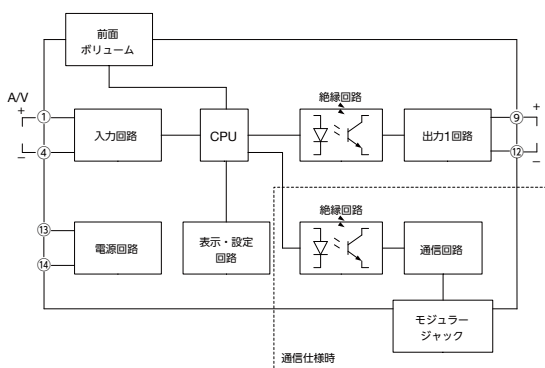 前面
ボリューム
A/V
+
①
④
−
入力回路
CPU
絶縁回路
出力1回路
⑨
+
⑫
−
⑬
⑭
電源回路
表示・設定
回路
絶縁回路
通信回路
モジュラー
ジャック
通信仕様時